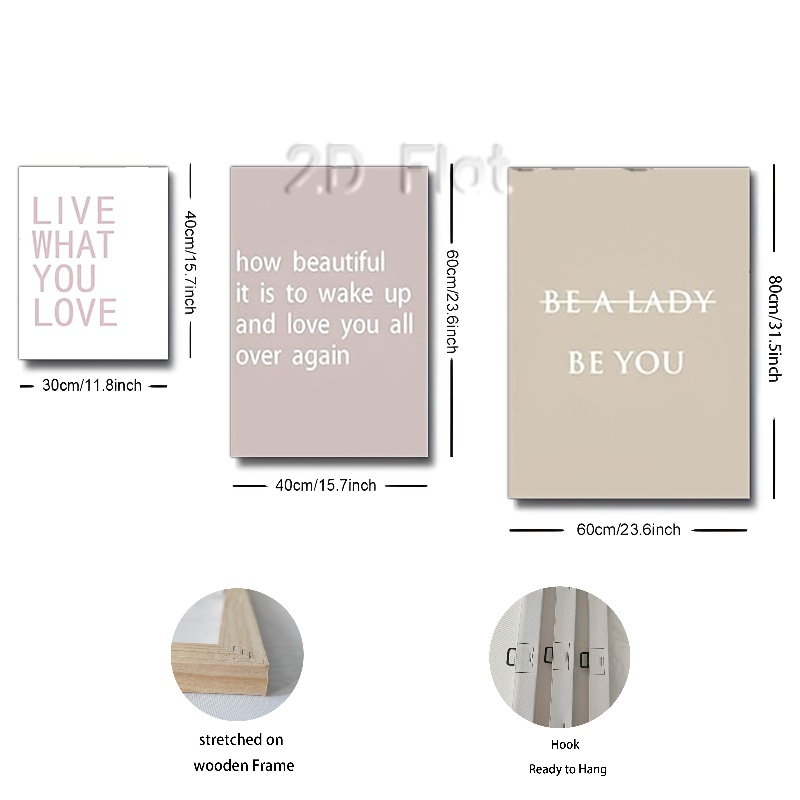 2D Flat
LIVE
WHAT
YOU
LOVE
40cm/15.7inch
30cm/11.8inch
how beautiful
it is to wake up
and love you all
over again
60cm/23.6inch
40cm/15.7inch
BE A LADY
BE YOU
80cm/31.5inch
60cm/23.6inch
stretched on
wooden Frame
Hook
Ready to Hang